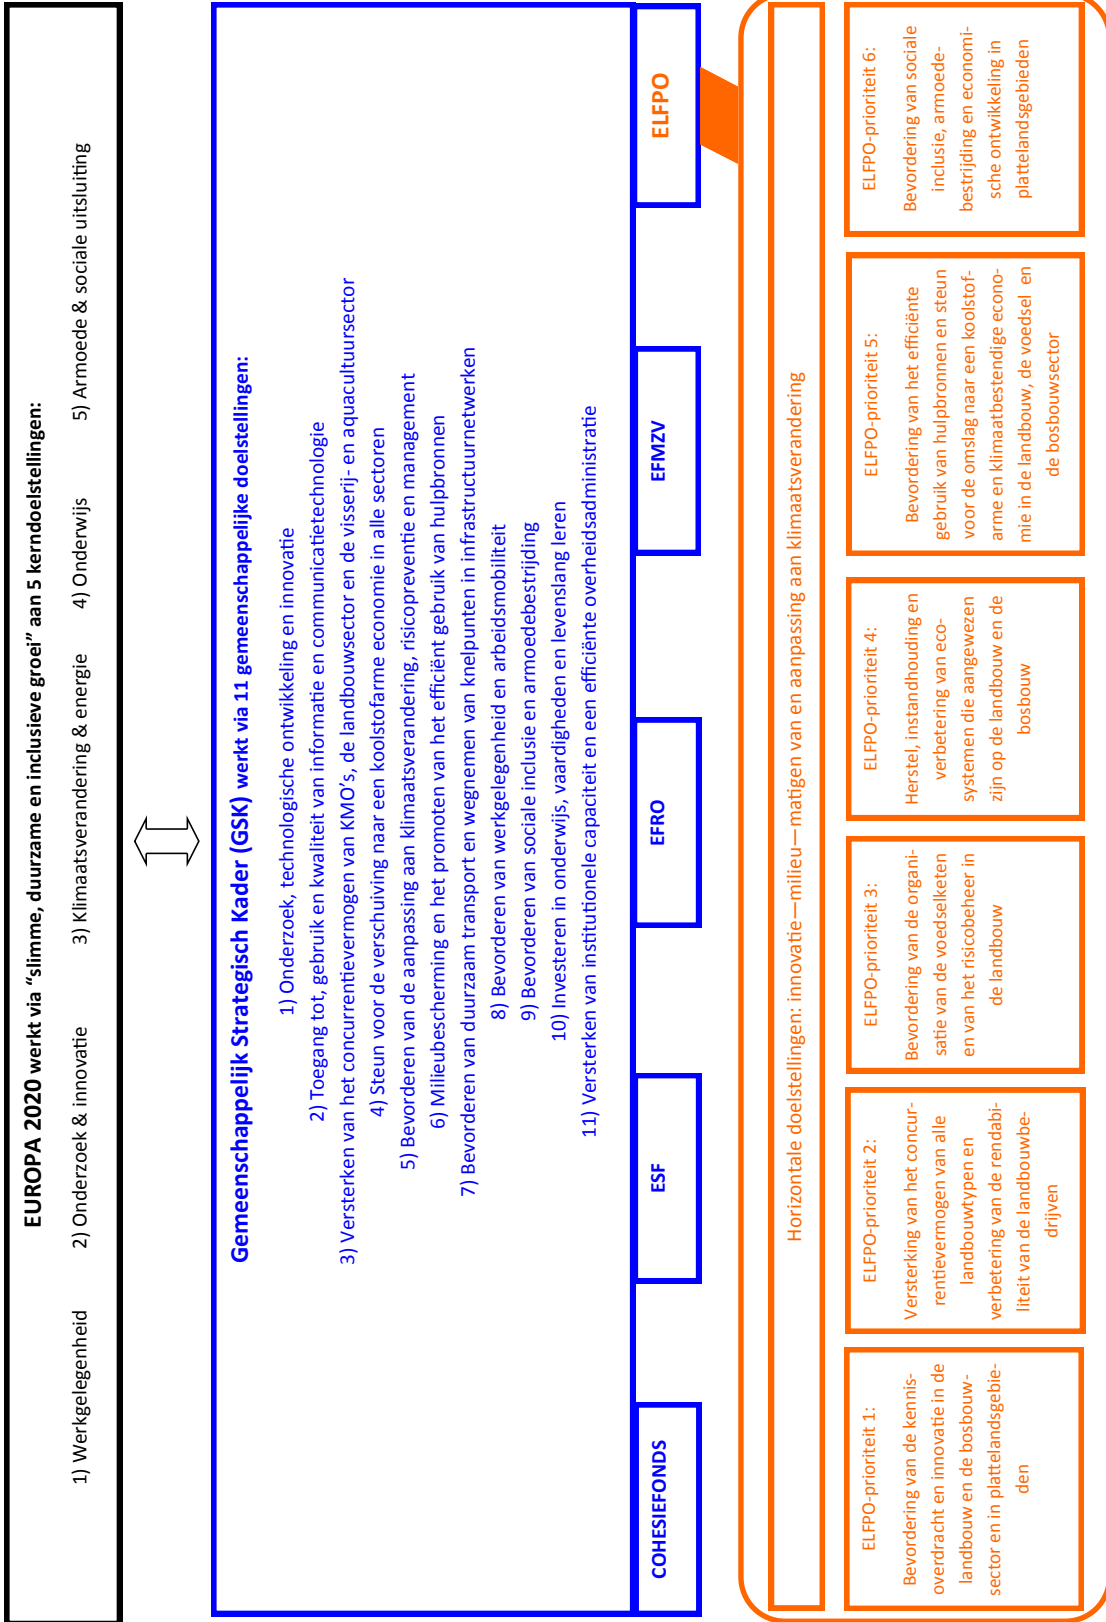 EUROPA 2020 werkt via “slimme, duurzame en inclusieve groei” aan 5 kerndoelstellingen:
1) Werkgelegenheid 2) Onderzoek & innovatie 3) Klimaatsverandering & energie 4) Onderwijs 5) Armoede & sociale uitsluiting
Gemeenschappelijk Strategisch Kader (GSK) werkt via 11 gemeenschappelijke doelstellingen:
1) Onderzoek, technologische ontwikkeling en innovatie
2) Toegang tot, gebruik en kwaliteit van informatie en communicatietechnologie
3) Versterken van het concurrentievermogen van KMO’s, de landbouwsector en de visserij- en aquacultuursector
4) Steun voor de verschuiving naar een koolstofarme economie in alle sectoren
5) Bevorderen van de aanpassing aan klimaatsverandering, risicopreventie en management
6) Milieubescherming en het promoten van het efficiënt gebruik van hulpbronnen
7) Bevorderen van duurzaam transport en wegnemen van knelpunten in infrastructuurnetwerken
8) Bevorderen van werkgelegenheid en arbeidsmobiliteit
9) Bevorderen van sociale inclusie en armoedebestrijding
10) Investeren in onderwijs, vaardigheden en levenslang leren
11) Versterken van institutionele capaciteit en een efficiënte overheidsadministratie
COHESIEFONDS
ESF
EFRO
EFMZV
ELFPO
Horizontale doelstellingen: innovatie—milieu—matigen van en aanpassing aan klimaatsverandering
ELFPO-prioriteit 1:
Bevordering van de kennis-
overdracht en innovatie in de
landbouw en de bosbouw-
sector en in plattelandsgebie-
den
ELFPO-prioriteit 2:
Versterking van het concur-
rentievermogen van alle
landbouwtypen en
verbetering van de rendabi-
liteit van de landbouwbe-
drijven
ELFPO-prioriteit 3:
Bevordering van de organi-
satie van de voedselketen
en van het risicobeheer in
de landbouw
ELFPO-prioriteit 4:
Herstel, instandhouding en
verbetering van eco-
systemen die aangewezen
zijn op de landbouw en de
bosbouw
ELFPO-prioriteit 5:
Bevordering van het efficiënte
gebruik van hulpbronnen en steun
voor de omslag naar een koolstof-
arme en klimaatbestendige econo-
mie in de landbouw, de voedsel en
de bosbouwsector
ELFPO-prioriteit 6:
Bevordering van sociale
inclusie, armoede-
bestrijding en economi-
sche ontwikkeling in
plattelandsgebieden